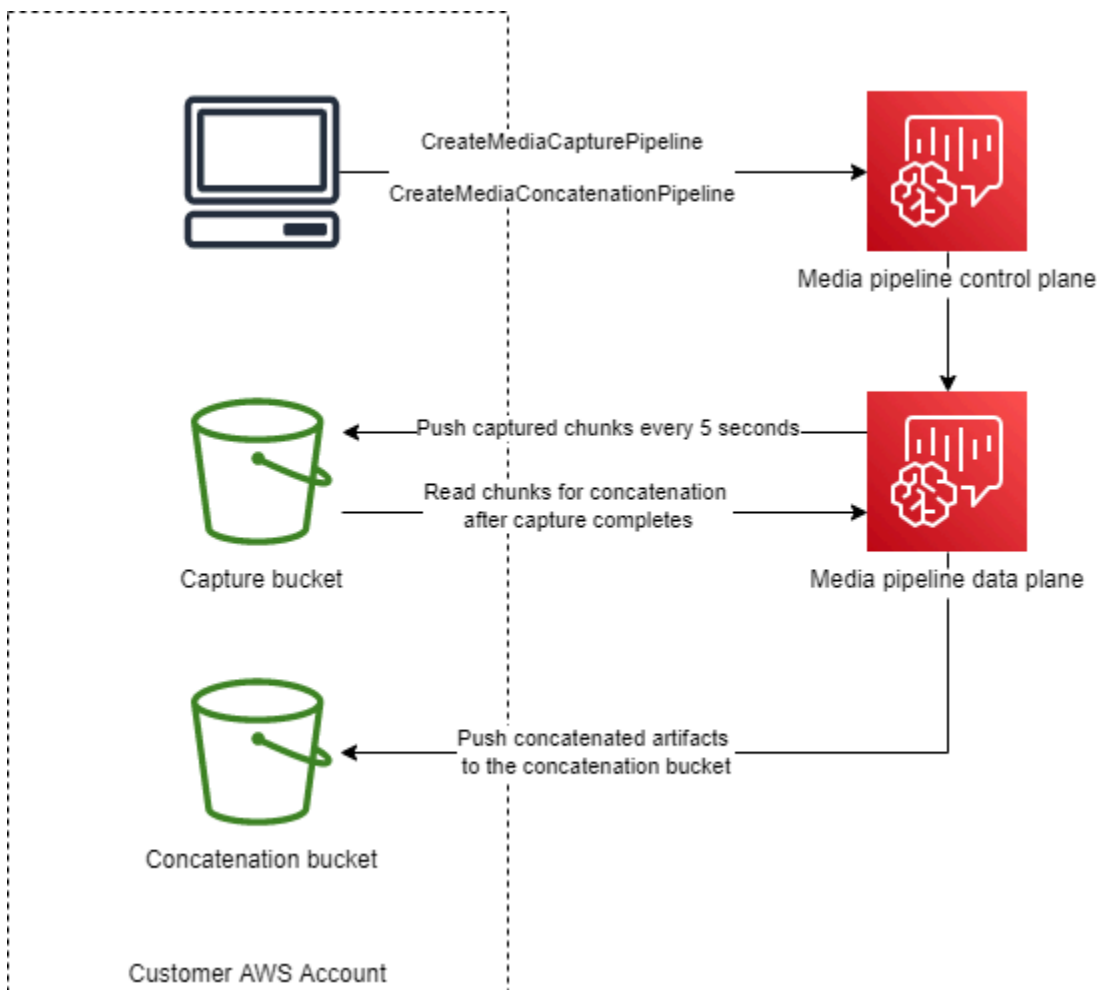 CreateMediaCapturePipeline
CreateMediaConcatenationPipeline
Media pipeline control plane
Push captured chunks every 5 seconds
Read chunks for concatenation
after capture completes
Capture bucket
Media pipeline data plane
Push concatenated artifacts
to the concatenation bucket
Concatenation bucket
Customer AWS Account